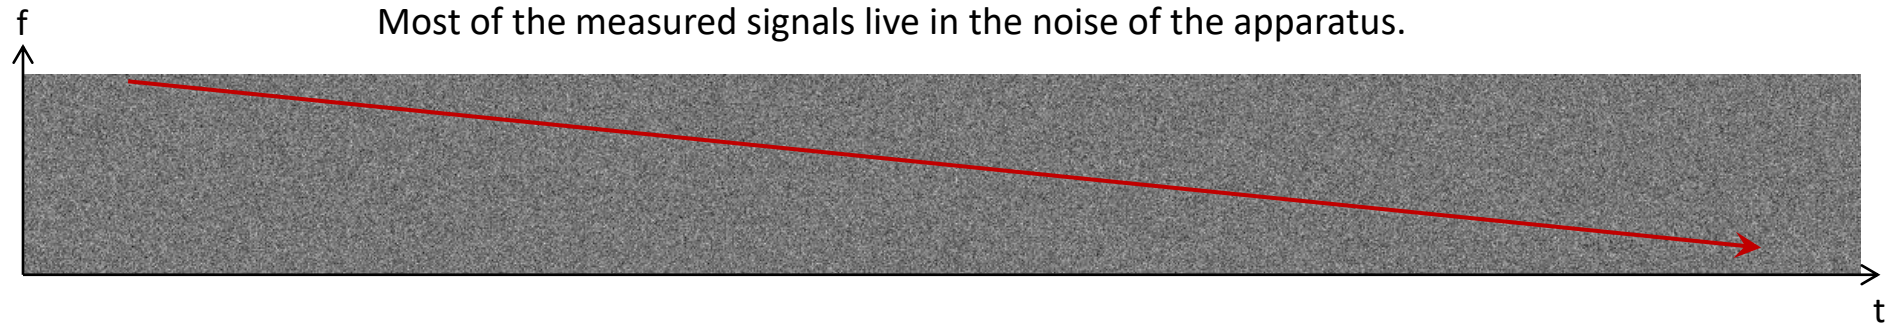 Most of the measured signals live in the noise of the apparatus.
f
t